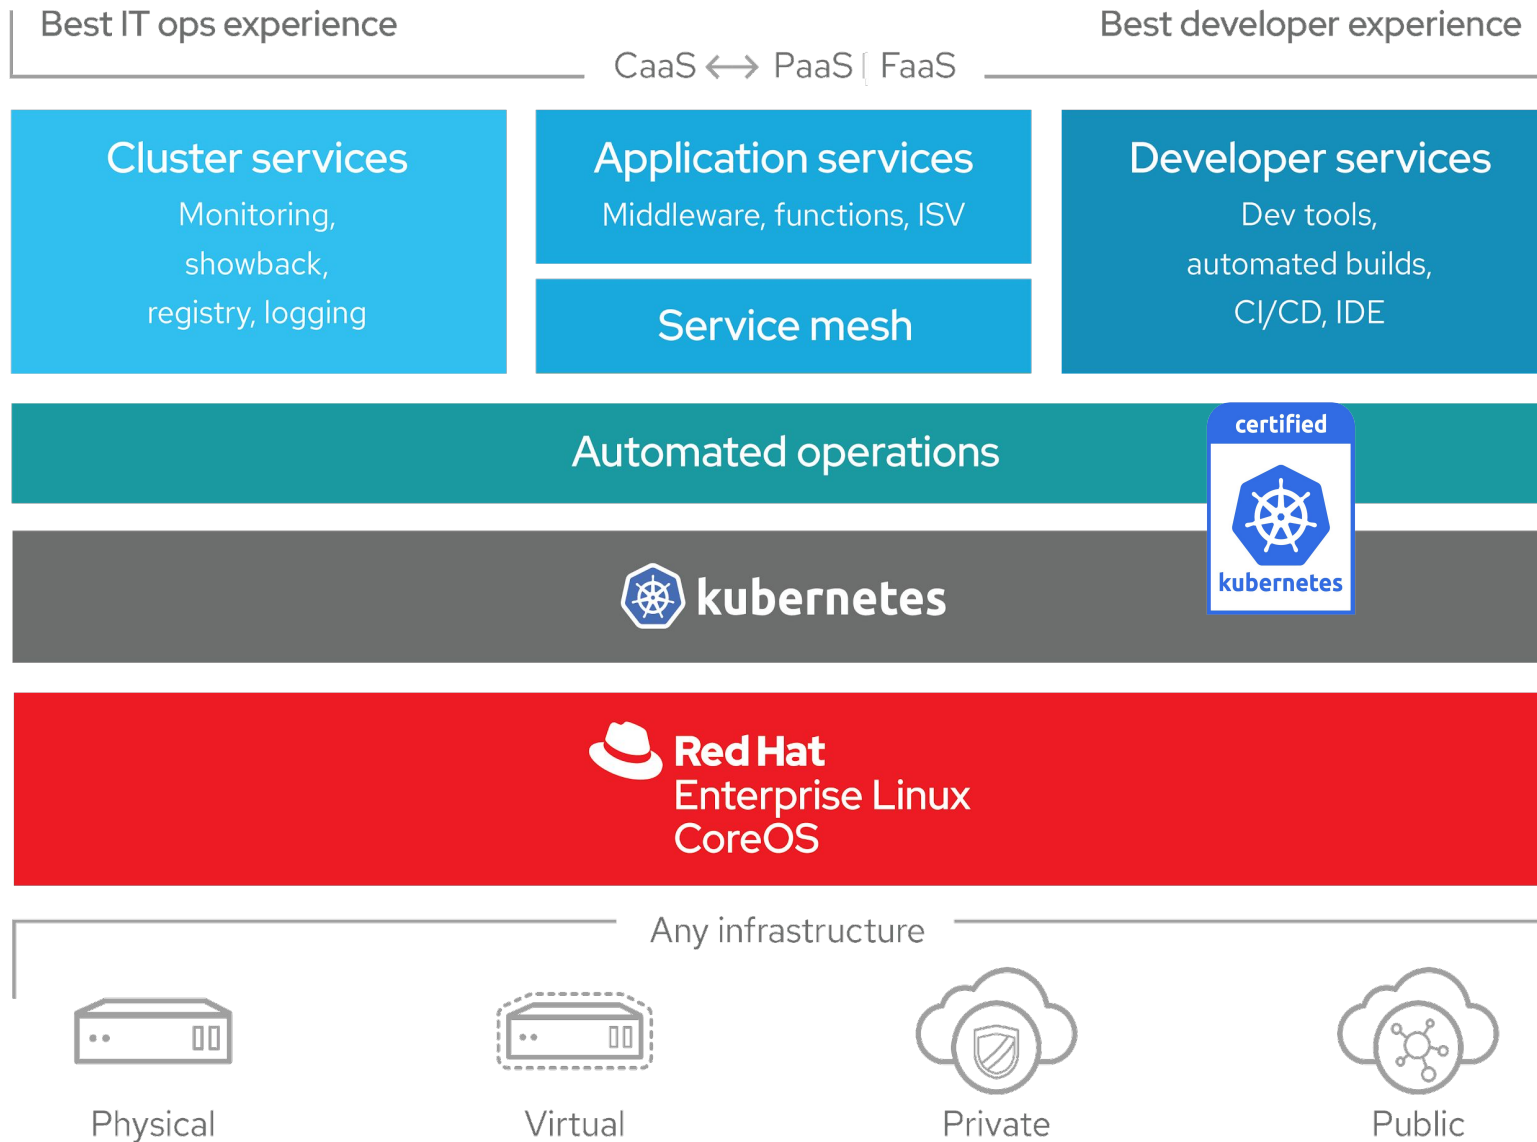 Best IT ops experience
Best developer experience
CaaS ↔ PaaS | FaaS
Cluster services
Monitoring,
showback,
registry, logging
Application services
Middleware, functions, ISV
Service mesh
Developer services
Dev tools,
automated builds,
CI/CD, IDE
Automated operations
certified
kubernetes
kubernetes
Red Hat
Enterprise Linux
CoreOS
Any infrastructure
Physical
Virtual
Private
Public